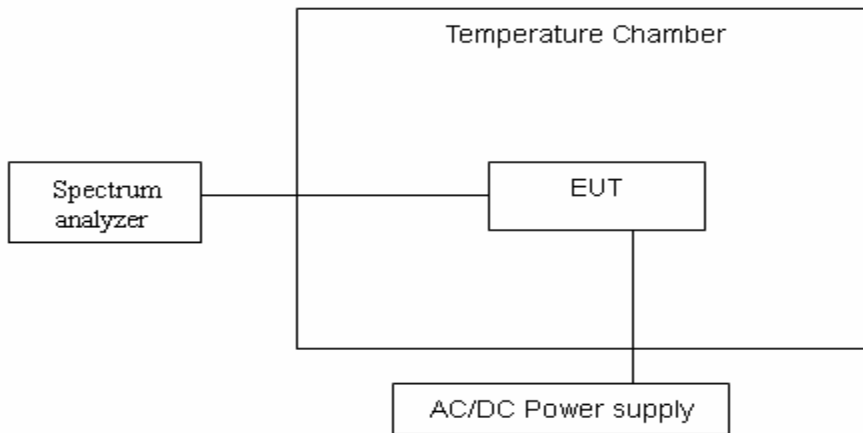 Temperature Chamber
Spectrum
analyzer
EUT
AC/DC Power supply